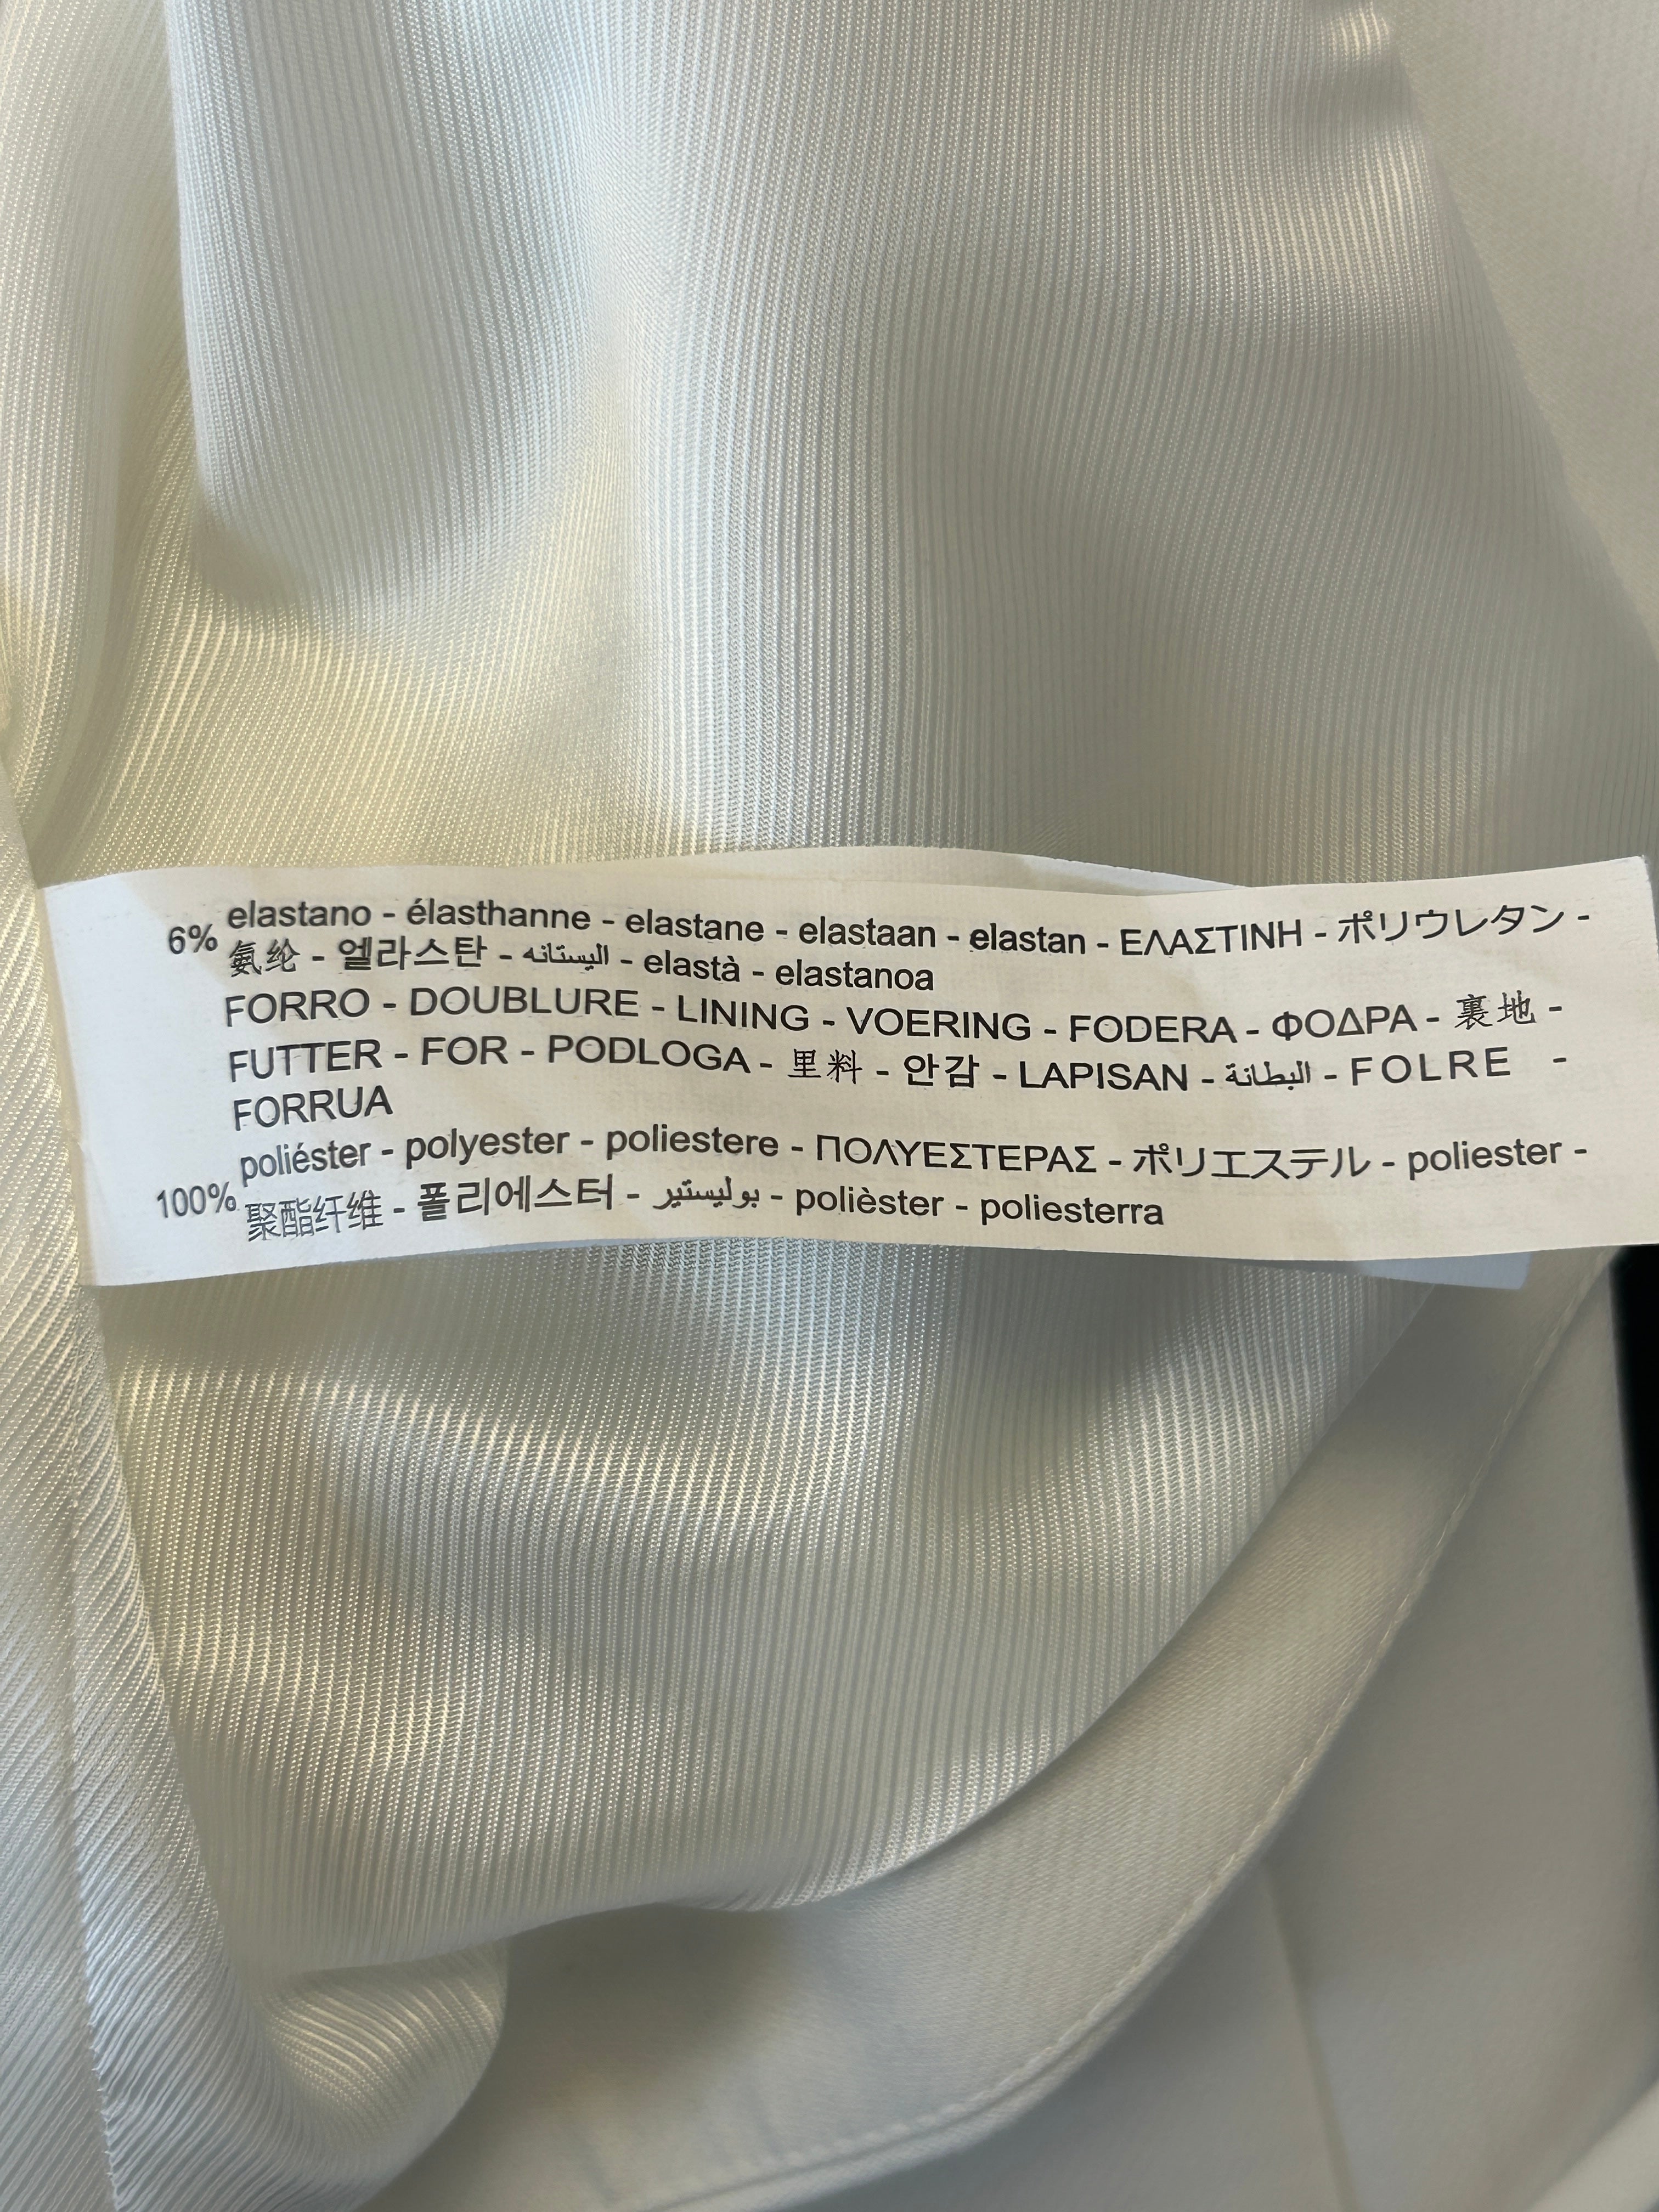 6% elastano - élasthanne - elastane - elastaan - elastan - ΕΛΑΣΤΙΝΗ - ポリウレタン -
氨纶 - 엘라스탄 - اليستانه - elastà - elastanoa
FORRO - DOUBLURE - LINING - VOERING - FODERA - ΦΟΔΡΑ - 裏地 -
FUTTER - FOR - PODLOGA - 里料 - 안감 - LAPISAN - البطانة - FOLRE -
FORRUA
100% poliéster - polyester - poliestere - ΠΟΛΥΕΣΤΕΡΑΣ - ポリエステル - poliester -
聚酯纤维 - 폴리에스터 - بوليستير - polièster - poliesterra